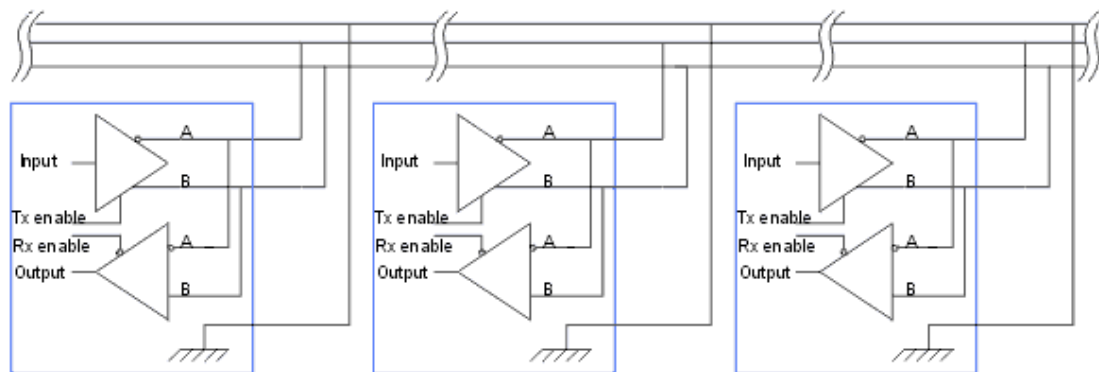 A
Input
B
Tx enable
Rx enable
A
Output
B
A
Input
B
Tx enable
Rx enable
A
Output
B
A
Input
B
Tx enable
Rx enable
A
Output
B